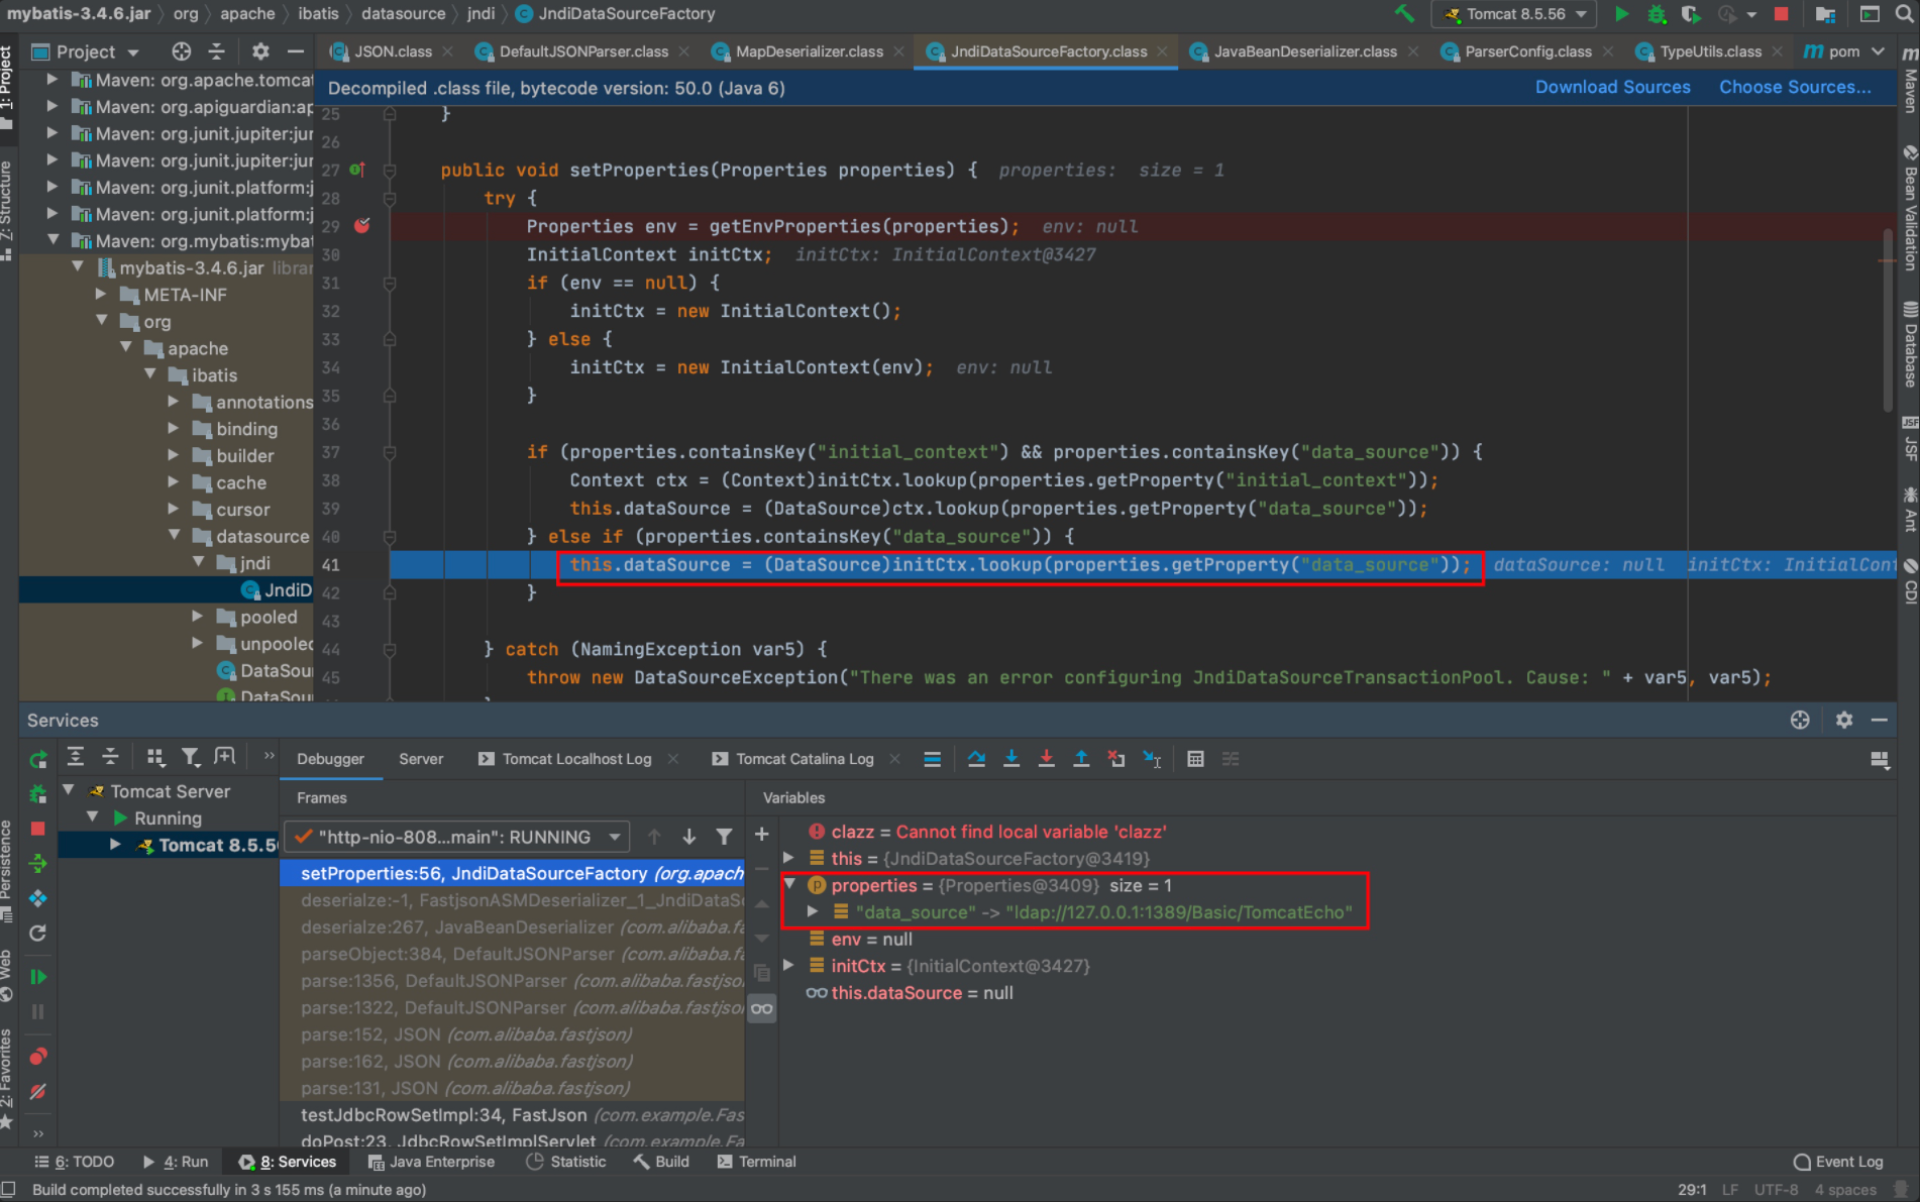 mybatis-3.4.6.jar org apache ibatis datasource jndi JndiDataSourceFactory
Tomcat 8.5.56
Project
JSON.class DefaultJSONParser.class MapDeserializer.class JndiDataSourceFactory.class JavaBeanDeserializer.class ParserConfig.class TypeUtils.class pom
Decompiled .class file, bytecode version: 50.0 (Java 6) Download Sources Choose Sources...
1: Project
Z: Structure
Maven: org.apache.tomcat
Maven: org.apiguardian:ap
Maven: org.junit.jupiter:jur
Maven: org.junit.jupiter:jur
Maven: org.junit.platform:j
Maven: org.junit.platform:j
Maven: org.mybatis:mybat
mybatis-3.4.6.jar librar
META-INF
org
apache
ibatis
annotations
binding
builder
cache
cursor
datasource
jndi
JndiD
pooled
unpooled
DataSou
DataSou
25 }
26
27 public void setProperties(Properties properties) { properties: size = 1
28 try {
29 Properties env = getEnvProperties(properties); env: null
30 InitialContext initCtx; initCtx: InitialContext@3427
31 if (env == null) {
32 initCtx = new InitialContext();
33 } else {
34 initCtx = new InitialContext(env); env: null
35 }
36
37 if (properties.containsKey("initial_context") && properties.containsKey("data_source")) {
38 Context ctx = (Context)initCtx.lookup(properties.getProperty("initial_context"));
39 this.dataSource = (DataSource)ctx.lookup(properties.getProperty("data_source"));
40 } else if (properties.containsKey("data_source")) {
41 this.dataSource = (DataSource)initCtx.lookup(properties.getProperty("data_source")); dataSource: null initCtx: InitialCont
42 }
43
44 } catch (NamingException var5) {
45 throw new DataSourceException("There was an error configuring JndiDataSourceTransactionPool. Cause: " + var5, var5);
Maven
Bean Validation
Database
JSF
Ant
CDI
Services
Debugger Server Tomcat Localhost Log Tomcat Catalina Log
Tomcat Server
Running
Tomcat 8.5.5
Frames
"http-nio-808...main": RUNNING
setProperties:56, JndiDataSourceFactory (org.apach
deserialze:-1, FastjsonASMDeserializer_1_JndiDataS
deserialze:267, JavaBeanDeserializer (com.alibaba.fa
parseObject:384, DefaultJSONParser (com.alibaba.fa
parse:1356, DefaultJSONParser (com.alibaba.fastjso
parse:1322, DefaultJSONParser (com.alibaba.fastjso
parse:152, JSON (com.alibaba.fastjson)
parse:162, JSON (com.alibaba.fastjson)
parse:131, JSON (com.alibaba.fastjson)
testJdbcRowSetImpl:34, FastJson (com.example.Fas
doPost:23, JdbcRowSetImplServlet (com.example.Fa
Variables
clazz = Cannot find local variable 'clazz'
this = {JndiDataSourceFactory@3419}
properties = {Properties@3409} size = 1
"data_source" -> "ldap://127.0.0.1:1389/Basic/TomcatEcho"
env = null
initCtx = {InitialContext@3427}
this.dataSource = null
Persistence
Web
2: Favorites
6: TODO 4: Run 8: Services Java Enterprise Statistic Build Terminal Event Log
Build completed successfully in 3 s 155 ms (a minute ago) 29:1 LF UTF-8 4 spaces